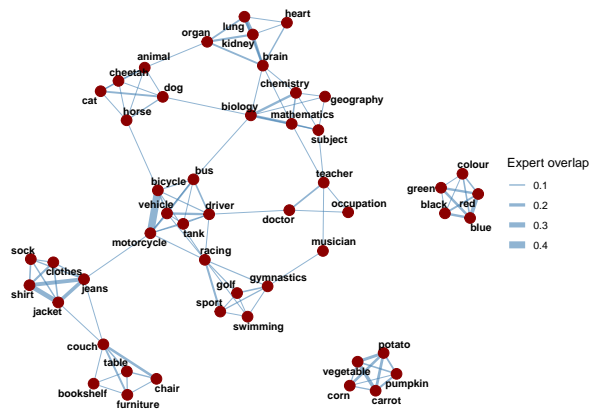 heart
lung
organ
kidney
animal
brain
cheetah
dog
chemistry
cat
geography
biology
horse
mathematics
subject
bus
teacher
bicycle
vehicle
driver
occupation
doctor
tank
motorcycle
musician
racing
sock
clothes
golf
gymnastics
shirt
jeans
sport
jacket
swimming
couch
table
chair
bookshelf
furniture
colour
green
red
black
blue
potato
vegetable
pumpkin
corn
carrot
Expert overlap
0.1
0.2
0.3
0.4